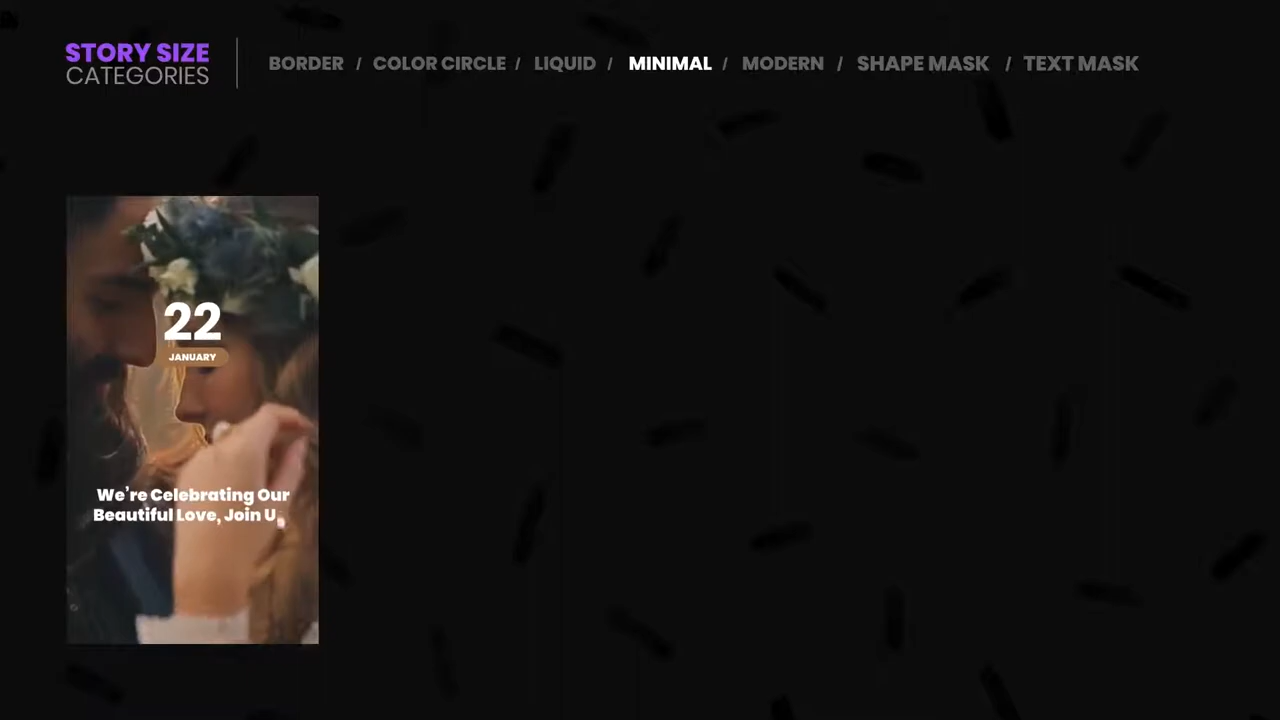 STORY SIZE
CATEGORIES
BORDER / COLOR CIRCLE / LIQUID / MINIMAL / MODERN / SHAPE MASK / TEXT MASK
22
JANUARY
We're Celebrating Our
Beautiful Love, Join U